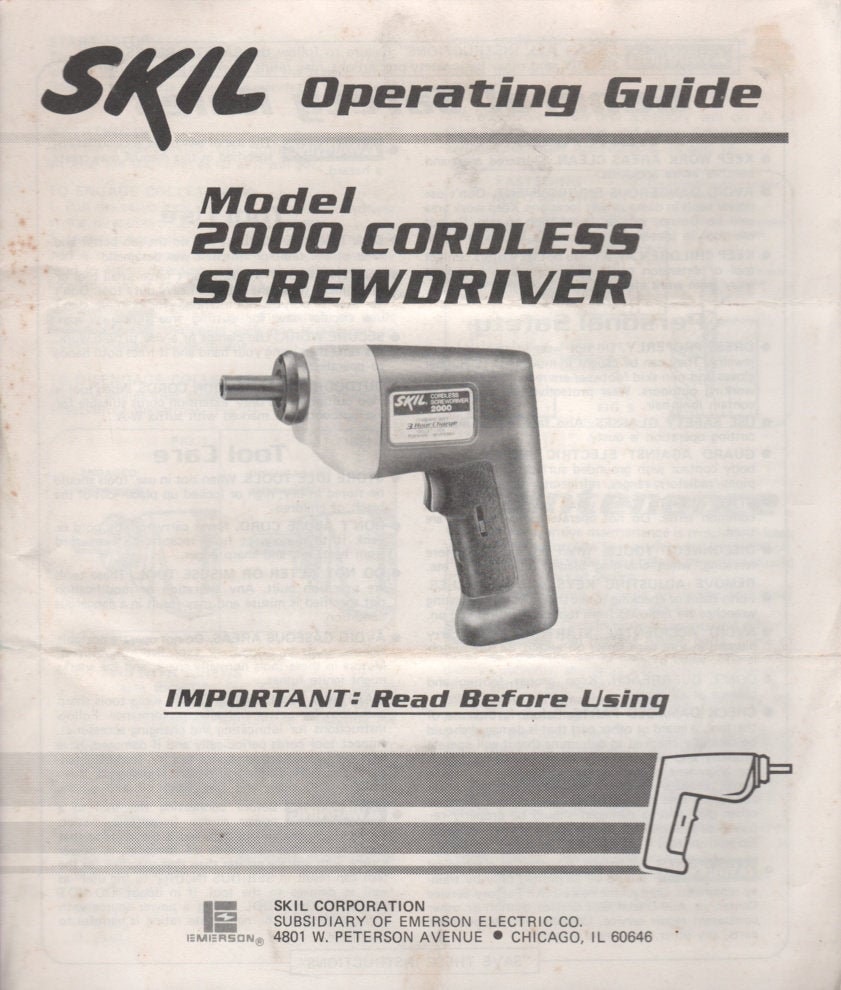 SKIL Operating Guide
Model
2000 CORDLESS
SCREWDRIVER
SKIL CORDLESS
SCREWDRIVER
2000
3 Hour Charge
IMPORTANT: Read Before Using
SKIL CORPORATION
SUBSIDIARY OF EMERSON ELECTRIC CO.
EMERSON® 4801 W. PETERSON AVENUE • CHICAGO, IL 60646